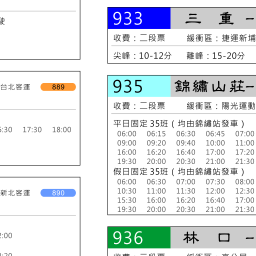 駛
台北客運 889
6:30 17:30 18:00
新北客運 890
2:00
933 三重-
收費：二段票 緩衝區：捷運新埔
尖峰：10-12分 離峰：15-20分
935 錦繡山莊-
收費：二段票 緩衝區：陽光運動
平日固定35班（均由錦繡站發車）
06:00 06:15 06:30 06:45 07:00
09:00 09:20 09:40 10:00 11:00
16:00 16:20 16:40 17:00 17:20
19:30 20:00 20:30 21:00 21:30
假日固定35班（均由錦繡站發車）
06:00 06:30 07:00 07:30 08:00
10:30 11:00 11:30 12:00 12:30
15:30 16:00 16:20 16:40 17:00
19:30 20:00 20:30 21:00 21:30
936 林口-